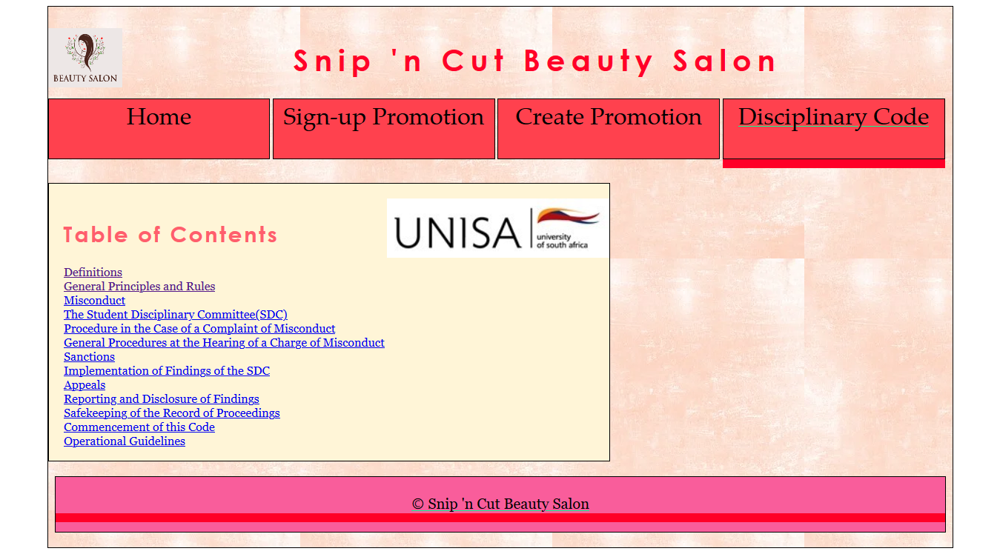 BEAUTY SALON
Snip 'n Cut Beauty Salon
Home
Sign-up Promotion
Create Promotion
Disciplinary Code
UNISA
university
of south africa
Table of Contents
Definitions
General Principles and Rules
Misconduct
The Student Disciplinary Committee(SDC)
Procedure in the Case of a Complaint of Misconduct
General Procedures at the Hearing of a Charge of Misconduct
Sanctions
Implementation of Findings of the SDC
Appeals
Reporting and Disclosure of Findings
Safekeeping of the Record of Proceedings
Commencement of this Code
Operational Guidelines
© Snip 'n Cut Beauty Salon